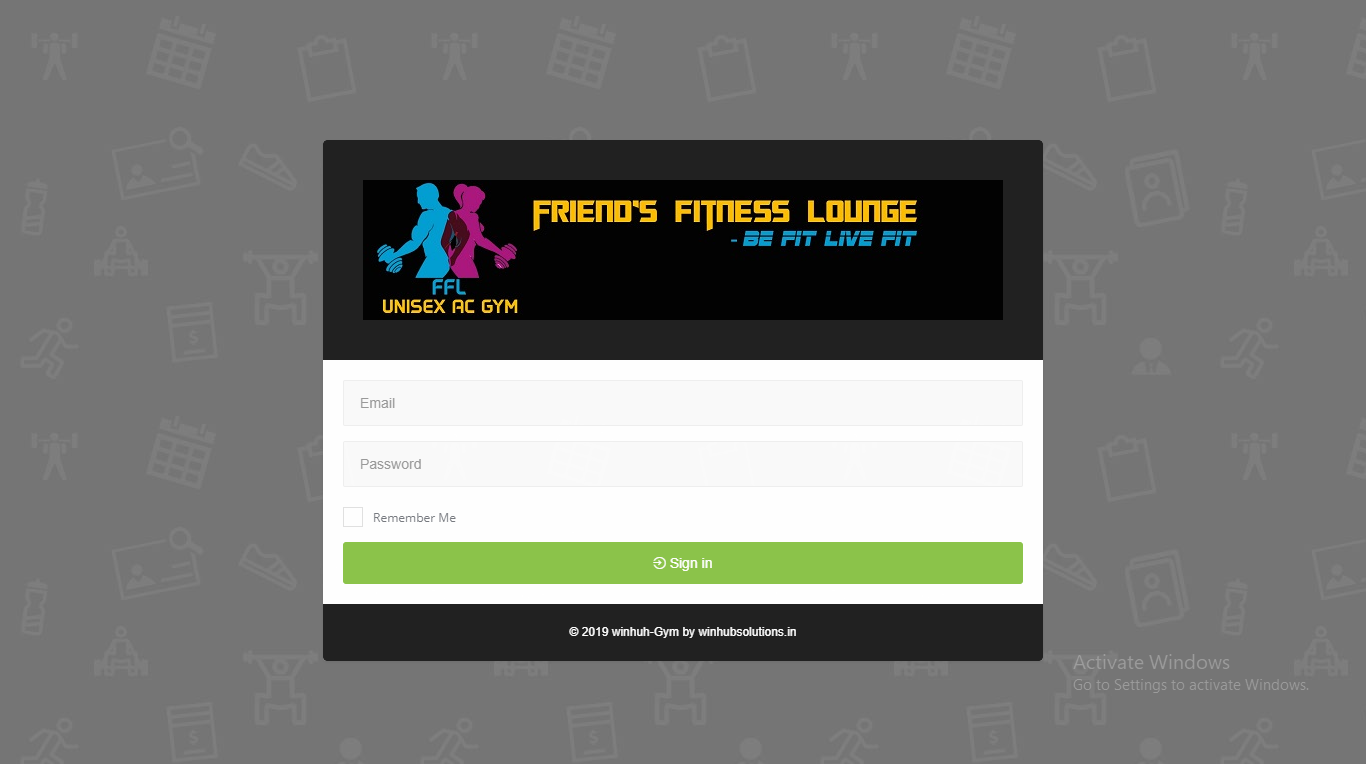 FRIEND'S FITNESS LOUNGE
- BE FIT LIVE FIT
FFL
UNISEX AC GYM
Email
Password
Remember Me
Sign in
© 2019 winhuh-Gym by winhubsolutions.in
Activate Windows
Go to Settings to activate Windows.